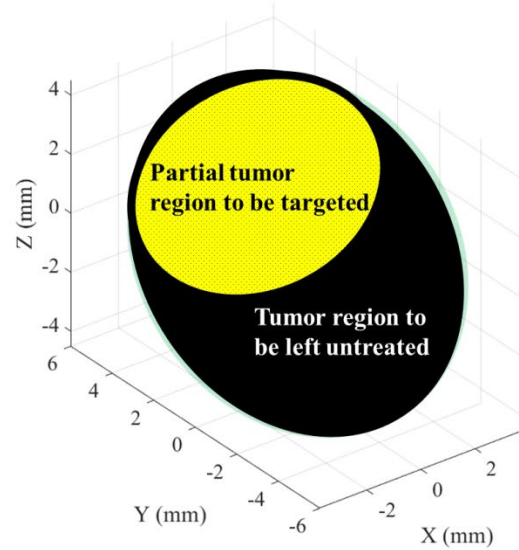 4
2
0
-2
-4
Z (mm)
Partial tumor
region to be targeted
Tumor region to
be left untreated
6
4
2
0
-2
-4
-6
Y (mm)
-2
0
2
X (mm)